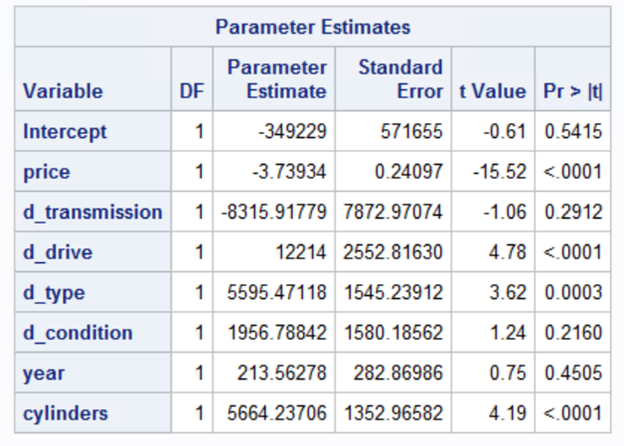 Parameter Estimates
Variable DF Parameter Estimate Standard Error t Value Pr > |t|
Intercept 1 -349229 571655 -0.61 0.5415
price 1 -3.73934 0.24097 -15.52 <.0001
d_transmission 1 -8315.91779 7872.97074 -1.06 0.2912
d_drive 1 12214 2552.81630 4.78 <.0001
d_type 1 5595.47118 1545.23912 3.62 0.0003
d_condition 1 1956.78842 1580.18562 1.24 0.2160
year 1 213.56278 282.86986 0.75 0.4505
cylinders 1 5664.23706 1352.96582 4.19 <.0001